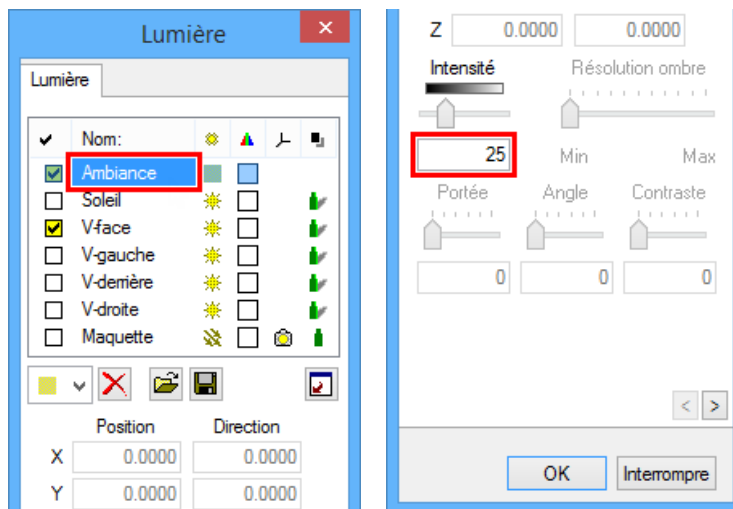 Lumière
Lumière
Nom:
Ambiance
Soleil
V-face
V-gauche
V-derrière
V-droite
Maquette
Position Direction
X 0.0000 0.0000
Y 0.0000 0.0000
Z 0.0000 0.0000
Intensité Résolution ombre
25 Min Max
Portée Angle Contraste
0 0 0
< >
OK Interrompre